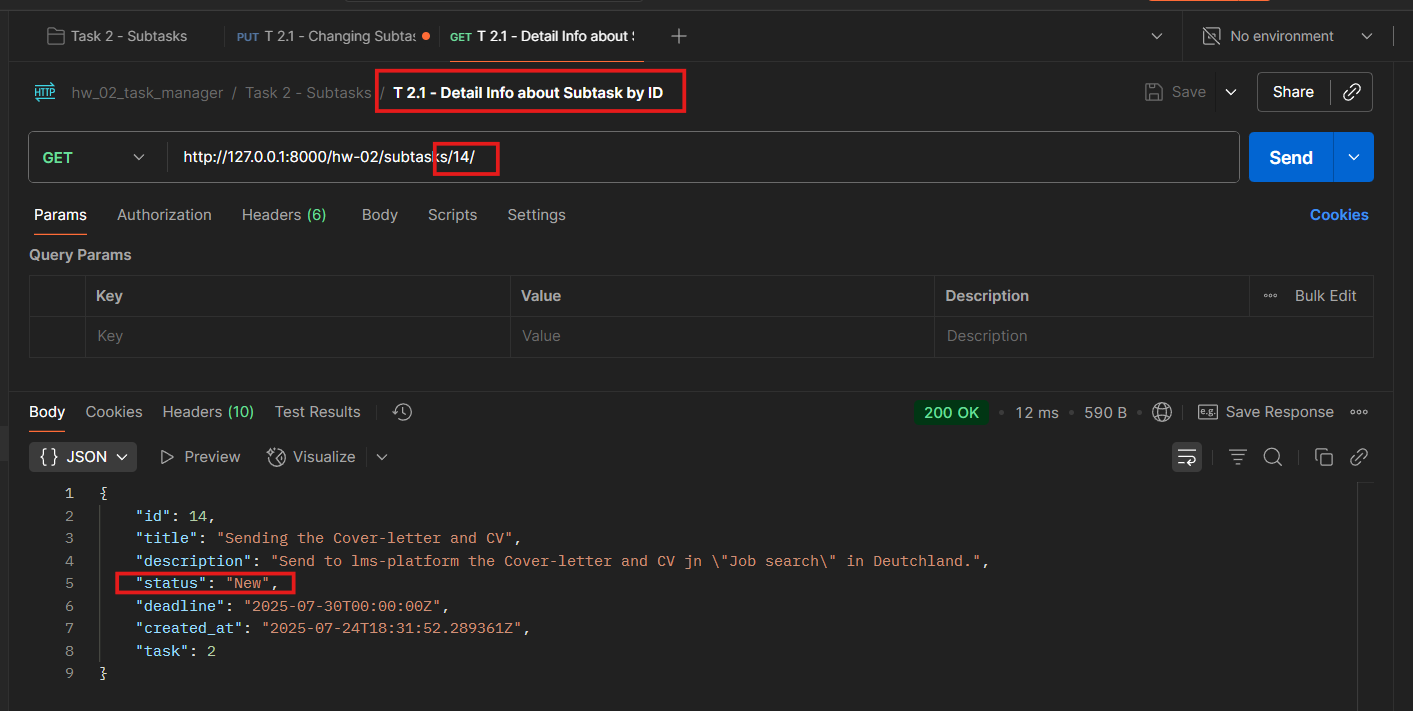 Task 2 - Subtasks PUT T 2.1 - Changing Subtas GET T 2.1 - Detail Info about S No environment
HTTP hw_02_task_manager / Task 2 - Subtasks / T 2.1 - Detail Info about Subtask by ID Save Share
GET http://127.0.0.1:8000/hw-02/subtasks/14/ Send
Params Authorization Headers (6) Body Scripts Settings Cookies
Query Params
Key Value Description Bulk Edit
Key Value Description
Body Cookies Headers (10) Test Results 200 OK 12 ms 590 B e.g. Save Response
{} JSON Preview Visualize
1 {
2 "id": 14,
3 "title": "Sending the Cover-letter and CV",
4 "description": "Send to lms-platform the Cover-letter and CV jn \"Job search\" in Deutchland.",
5 "status": "New",
6 "deadline": "2025-07-30T00:00:00Z",
7 "created_at": "2025-07-24T18:31:52.289361Z",
8 "task": 2
9 }